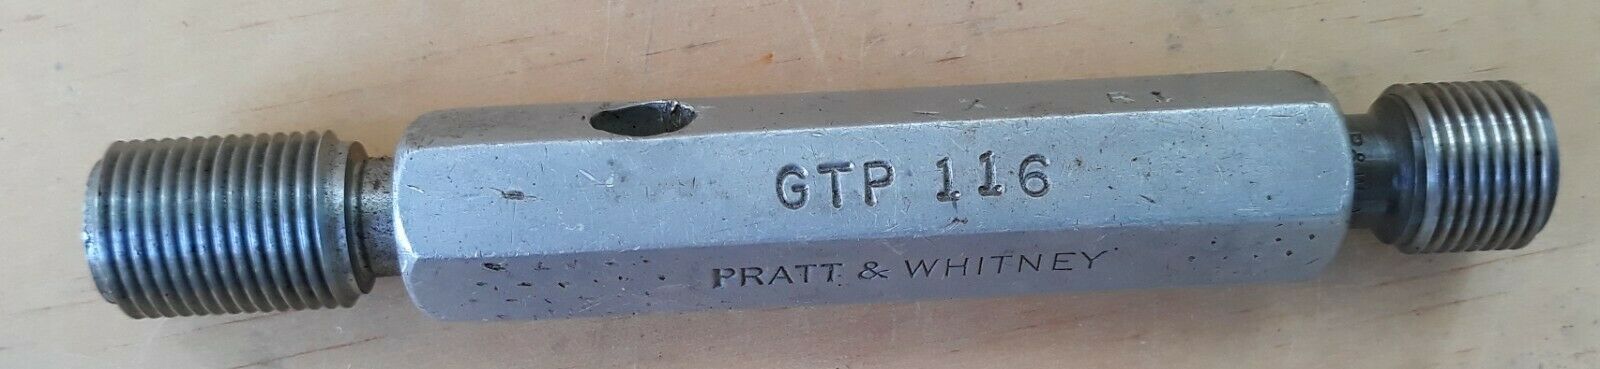 GTP 116
PRATT & WHITNEY